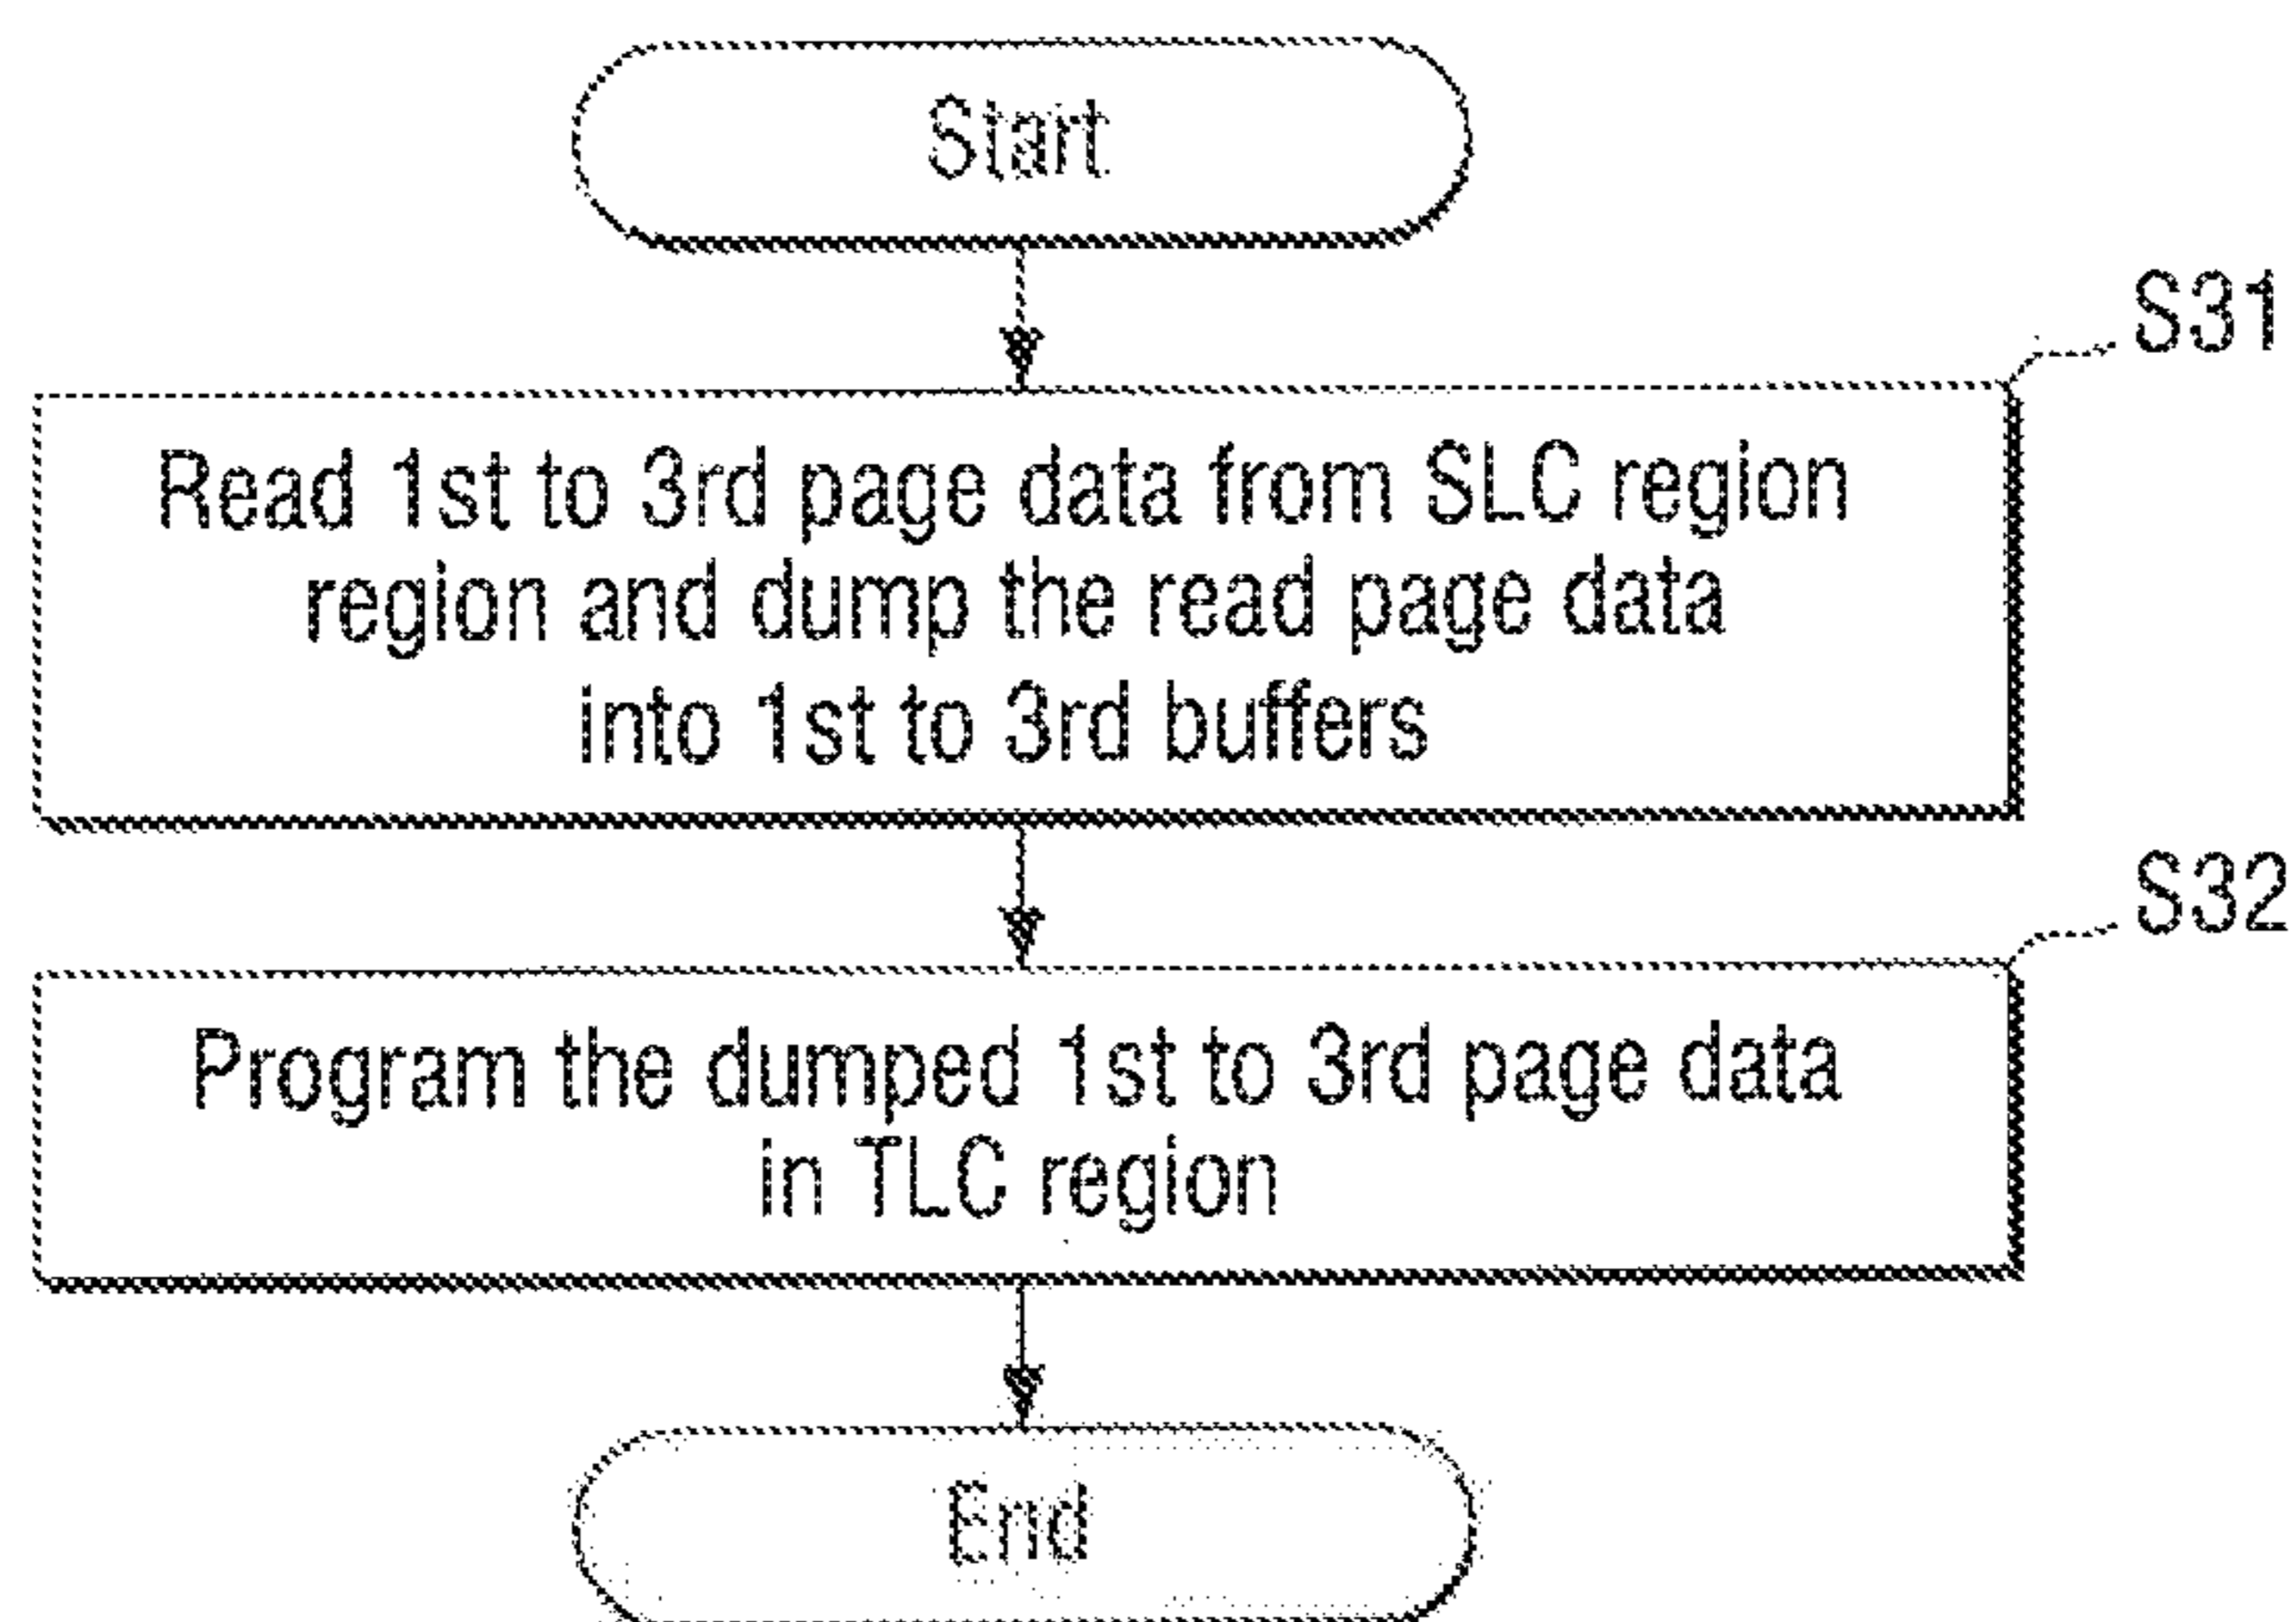 Start
S31
Read 1st to 3rd page data from SLC region
region and dump the read page data
into 1st to 3rd buffers
S32
Program the dumped 1st to 3rd page data
in TLC region
End